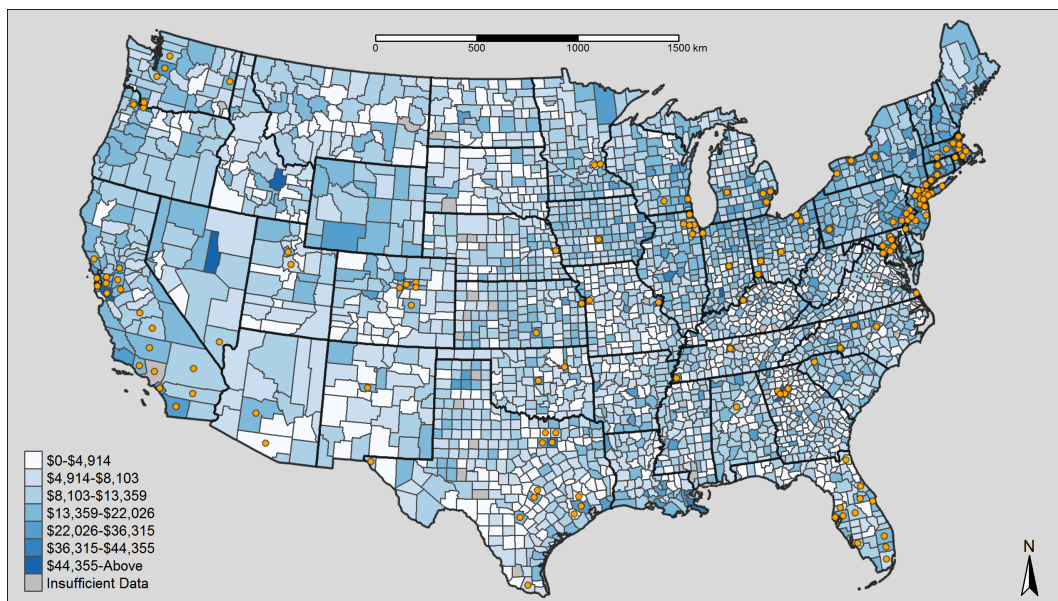 0 500 1000 1500 km
$0-$4,914
$4,914-$8,103
$8,103-$13,359
$13,359-$22,026
$22,026-$36,315
$36,315-$44,355
$44,355-Above
Insufficient Data
N